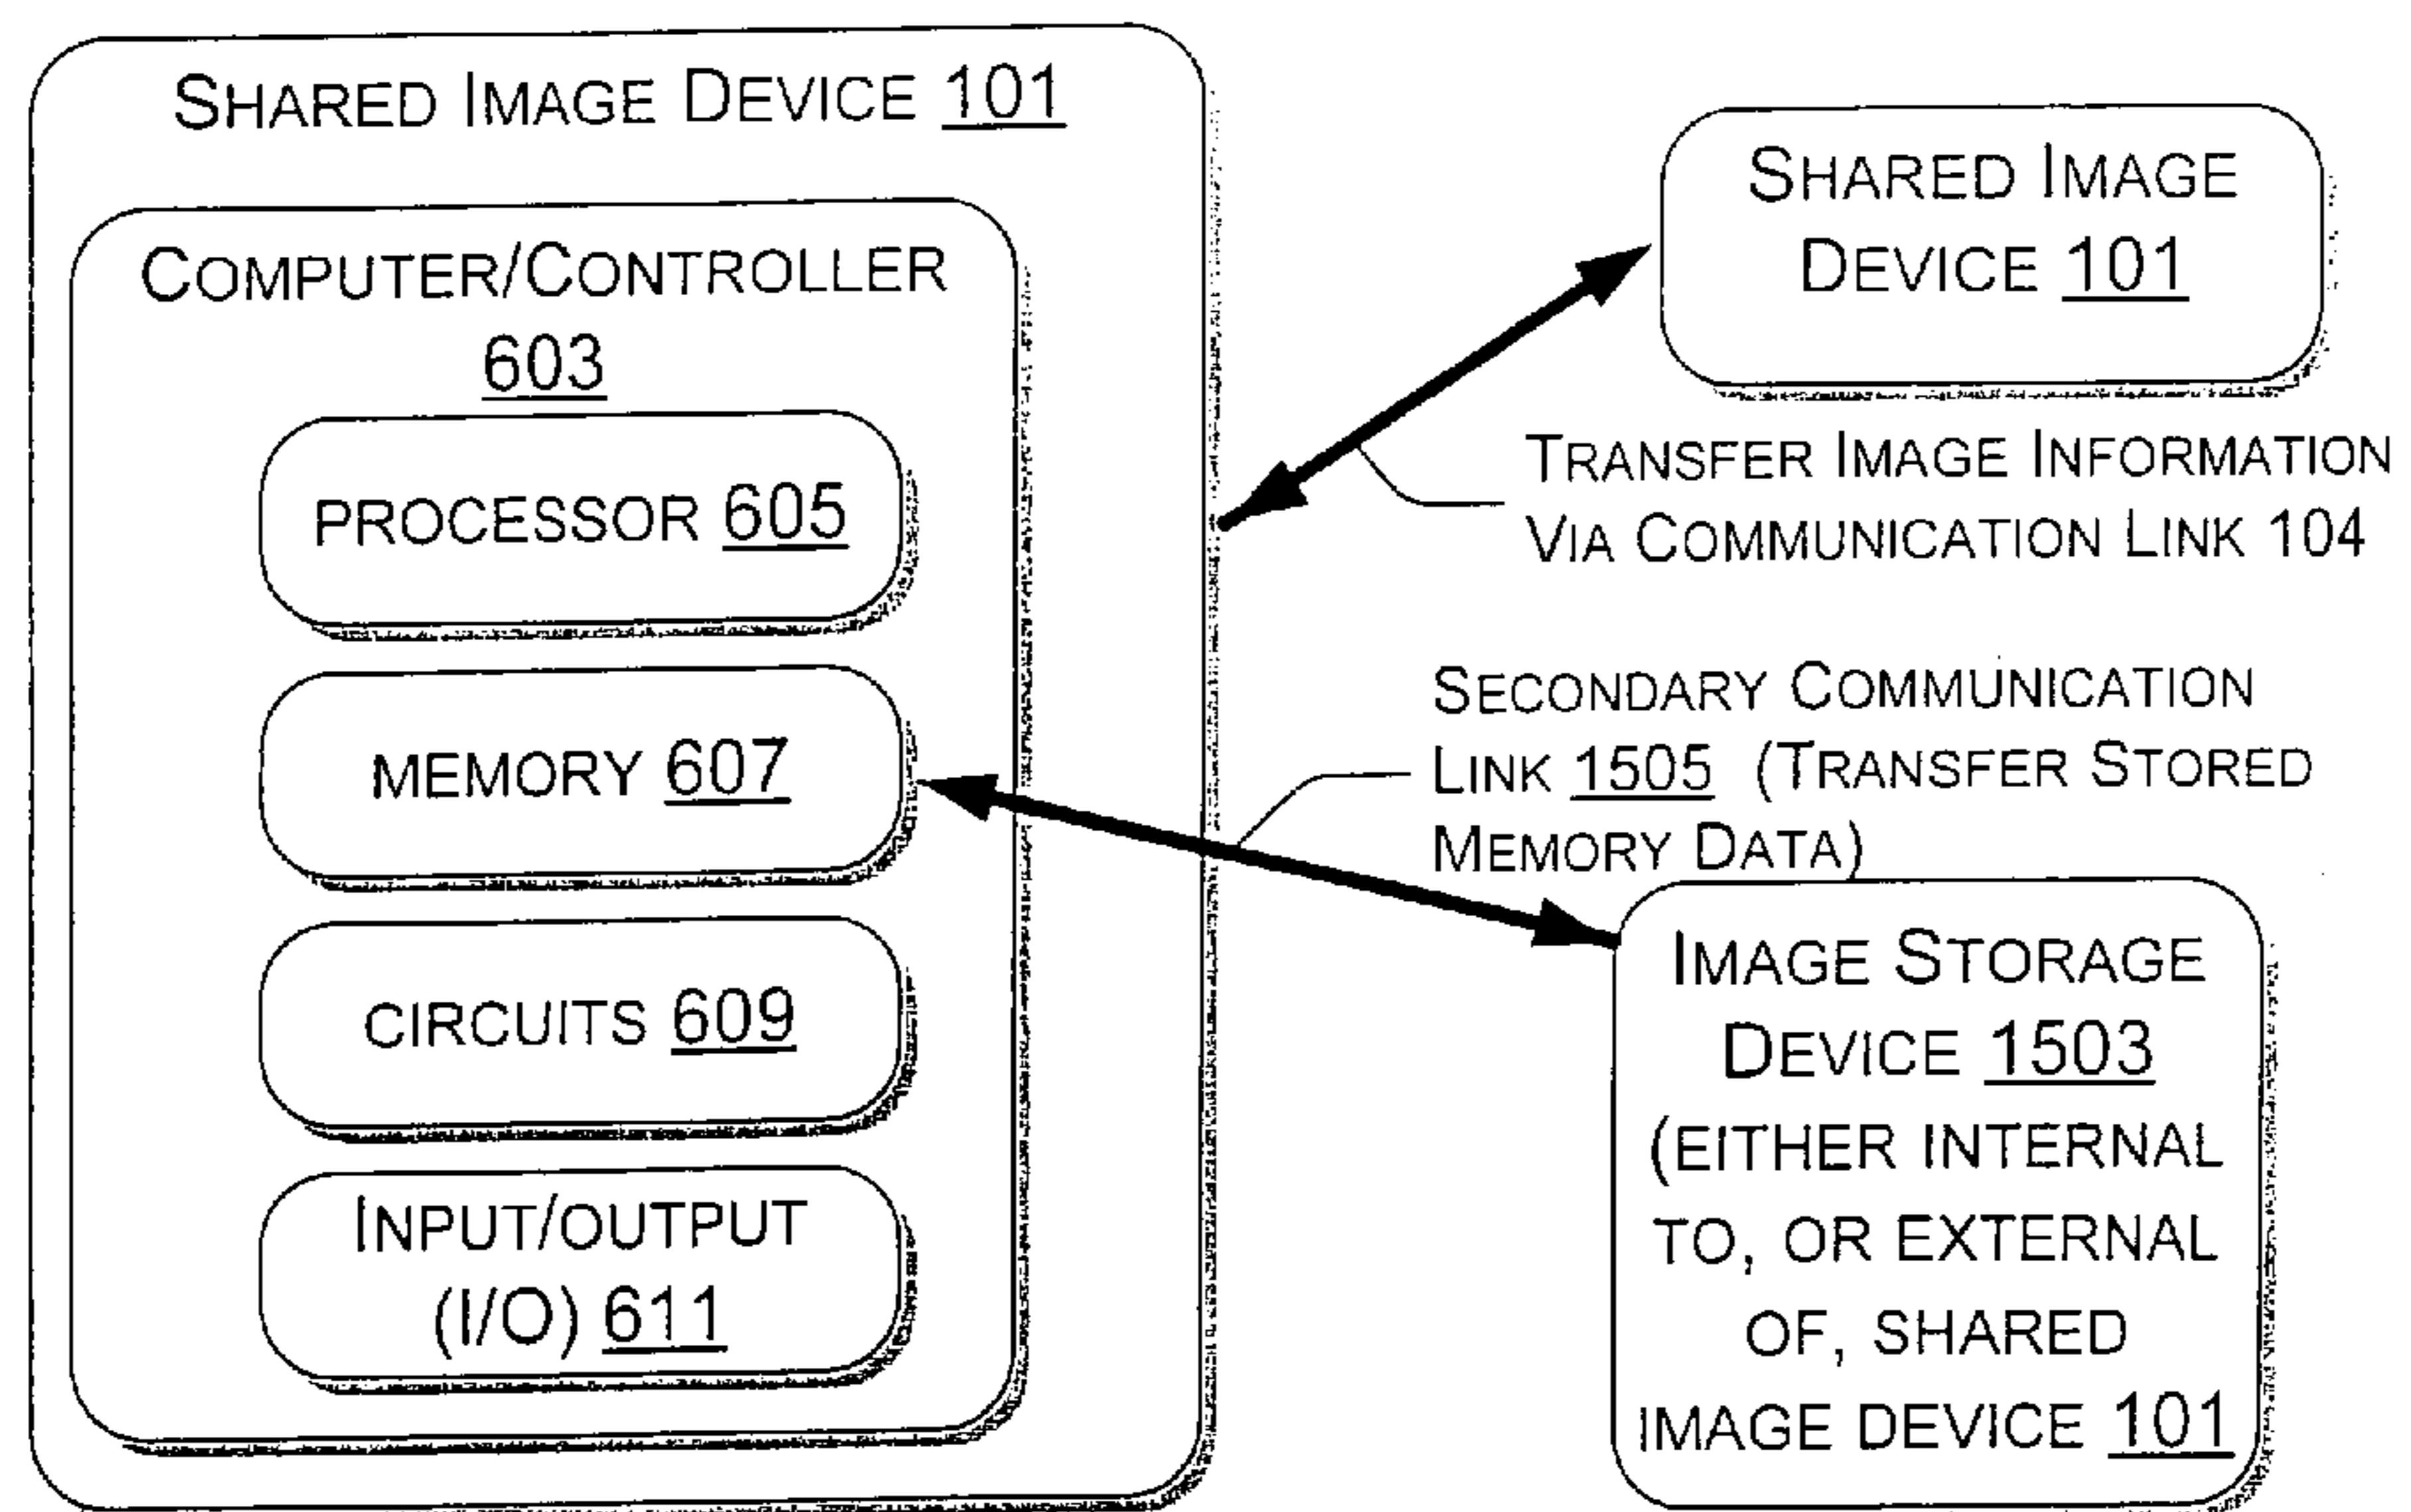 SHARED IMAGE DEVICE 101
COMPUTER/CONTROLLER
603
PROCESSOR 605
MEMORY 607
CIRCUITS 609
INPUT/OUTPUT
(I/O) 611
SHARED IMAGE
DEVICE 101
TRANSFER IMAGE INFORMATION
VIA COMMUNICATION LINK 104
SECONDARY COMMUNICATION
LINK 1505 (TRANSFER STORED
MEMORY DATA)
IMAGE STORAGE
DEVICE 1503
(EITHER INTERNAL
TO, OR EXTERNAL
OF, SHARED
IMAGE DEVICE 101